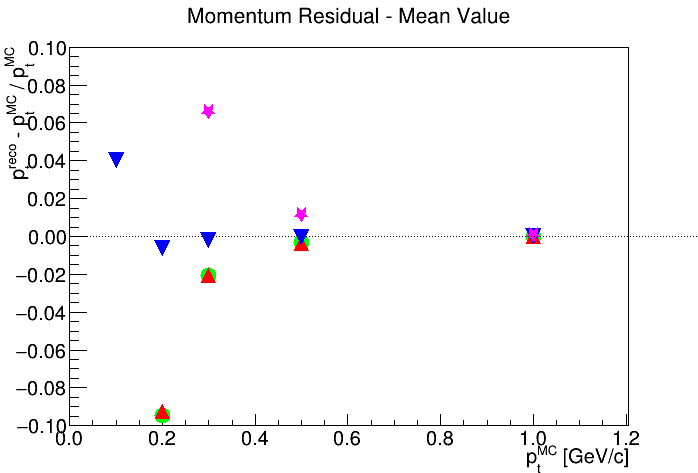 Momentum Residual - Mean Value
p_t^reco - p_t^MC / p_t^MC
0.10
0.08
0.06
0.04
0.02
0.00
−0.02
−0.04
−0.06
−0.08
−0.10
0.0 0.2 0.4 0.6 0.8 1.0 1.2
p_t^MC [GeV/c]